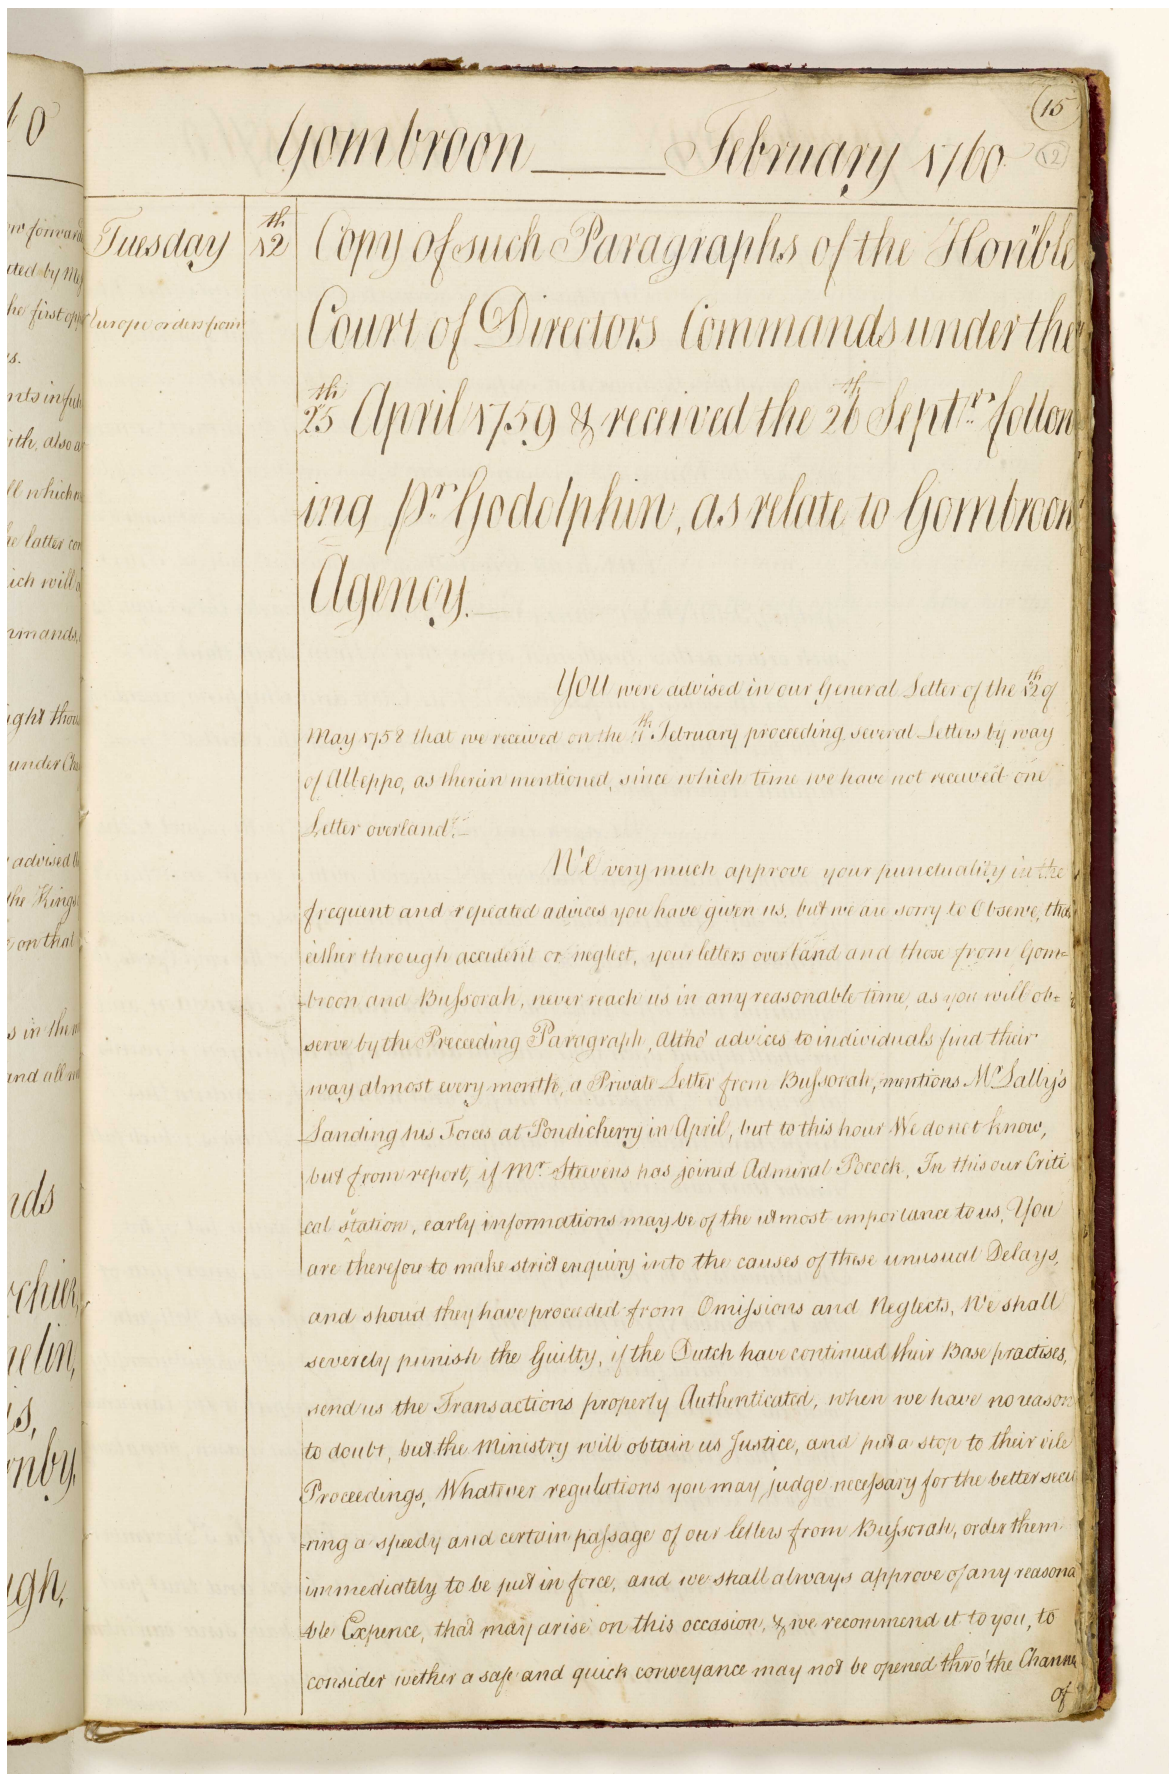 15
12
Gombroon February 1760
Tuesday
12th
Europe orders from
Copy of such Paragraphs of the Hon'ble
Court of Directors Commands under the
25th April 1759 & received the 26th Septr. follow
ing pr. Godolphin, as relate to Gombroon
Agency.
You were advised in our General Letter of the 12th of
May 1758 that we received on the 11th February preceeding several Letters by way
of Alleppo, as therein mentioned, since which time we have not received one
Letter overland.
We very much approve your punctuality in the
frequent and repeated advices you have given us, but we are sorry to Observe, that
either through accident or neglect, your letters overland and those from Gom=
=broon and Bussorah, never reach us in any reasonable time, as you will ob=
serve by the Preceeding Paragraph, altho' advices to individuals find their
way almost every month, a Private Letter from Bussorah, mentions Mr. Lally's
Landing his Forces at Pondicherry in April, but to this hour We do not know,
but from report, if Mr. Steevens has joined Admiral Pocock, In this our Criti
cal station, early informations may be of the utmost importance to us, You
are therefore to make strict enquiry into the causes of these unusual Delays,
and shoud they have proceeded from Omissions and Neglects, We shall
severely punish the Guilty, if the Dutch have continued their Base practises,
send us the Transactions properly Authenticated, when we have no reason
to doubt, but the Ministry will obtain us Justice, and put a stop to their vile
Proceedings, Whatever regulations you may judge necessary for the better secu
=ring a speedy and certain passage of our letters from Bussorah, order them
immediately to be put in force, and we shall always approve of any reasona
ble Expence, that may arise on this occasion, & we recommend it to you, to
consider wether a safe and quick conveyance may not be opened thro' the Channel
of